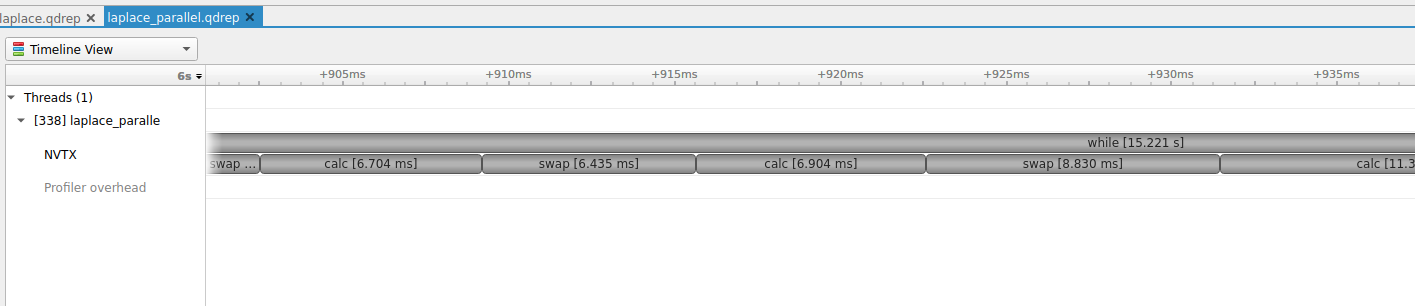 laplace.qdrep laplace_parallel.qdrep
Timeline View
6s +905ms +910ms +915ms +920ms +925ms +930ms +935ms
Threads (1)
[338] laplace_paralle
while [15.221 s]
NVTX
swap ... calc [6.704 ms] swap [6.435 ms] calc [6.904 ms] swap [8.830 ms] calc [11.3
Profiler overhead